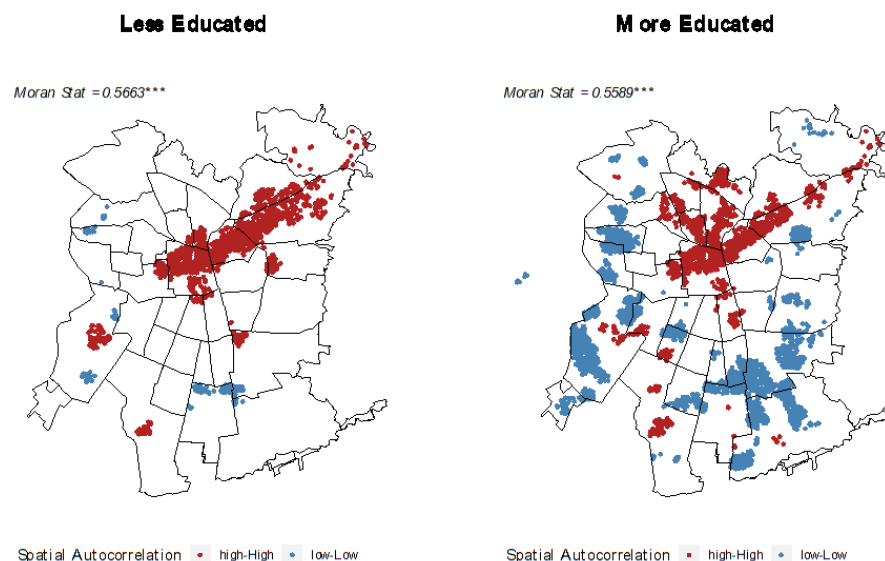 Less Educated
More Educated
Moran Stat = 0.5663***
Moran Stat = 0.5589***
Spatial Autocorrelation high-High low-Low
Spatial Autocorrelation high-High low-Low